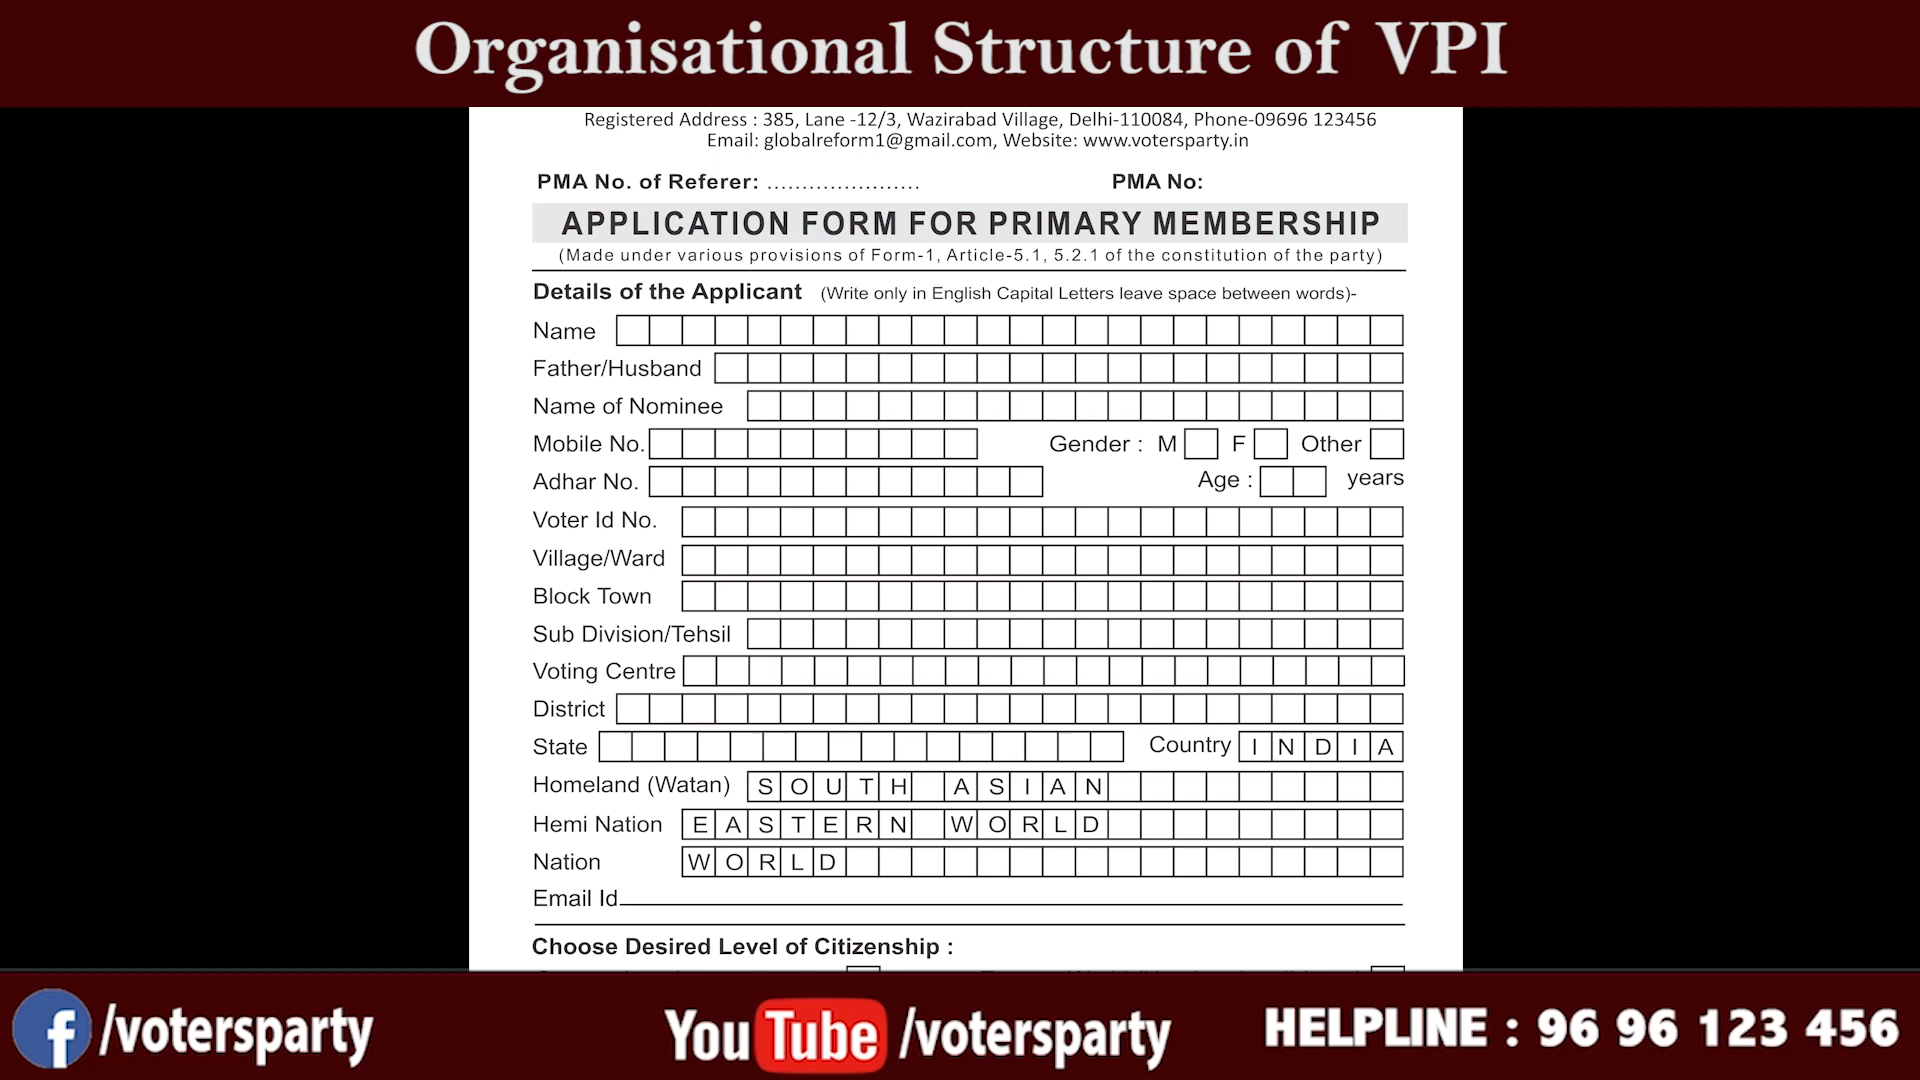 Organisational Structure of VPI
Registered Address : 385, Lane -12/3, Wazirabad Village, Delhi-110084, Phone-09696 123456
Email: globalreform1@gmail.com, Website: www.votersparty.in
PMA No. of Referer: ...................... PMA No:
APPLICATION FORM FOR PRIMARY MEMBERSHIP
(Made under various provisions of Form-1, Article-5.1, 5.2.1 of the constitution of the party)
Details of the Applicant (Write only in English Capital Letters leave space between words)-
Name
Father/Husband
Name of Nominee
Mobile No. Gender : M F Other
Adhar No. Age : years
Voter Id No.
Village/Ward
Block Town
Sub Division/Tehsil
Voting Centre
District
State Country INDIA
Homeland (Watan) SOUTH ASIAN
Hemi Nation EASTERN WORLD
Nation WORLD
Email Id
Choose Desired Level of Citizenship :
f /votersparty YouTube /votersparty HELPLINE : 96 96 123 456